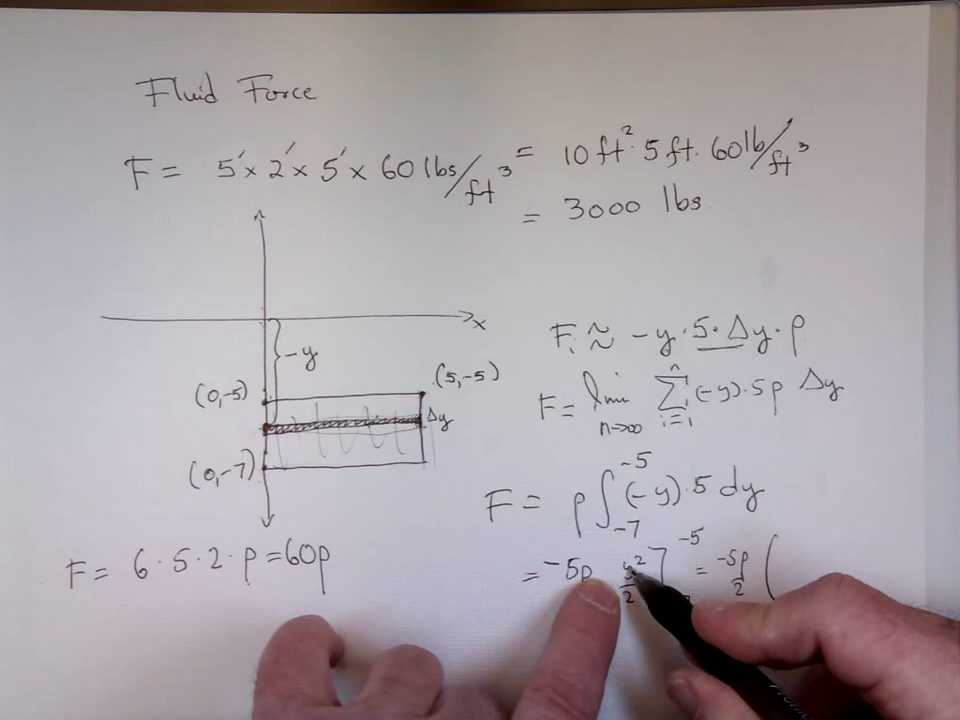 Fluid Force
F = 5' x 2' x 5' x 60 lbs/ft³ = 10 ft² · 5 ft · 60 lb/ft³
= 3000 lbs
x
-y
(0,-5)
(5,-5)
Δy
(0,-7)
F = 6 · 5 · 2 · ρ = 60ρ
Fᵢ ≈ -y · 5 · Δy · ρ
F = lim n→∞ Σ i=1 n (-y) · 5ρ Δy
F = ρ ∫ -7 -5 (-y) · 5 dy
= -5ρ y²/2 ] -5 = -5ρ/2 (